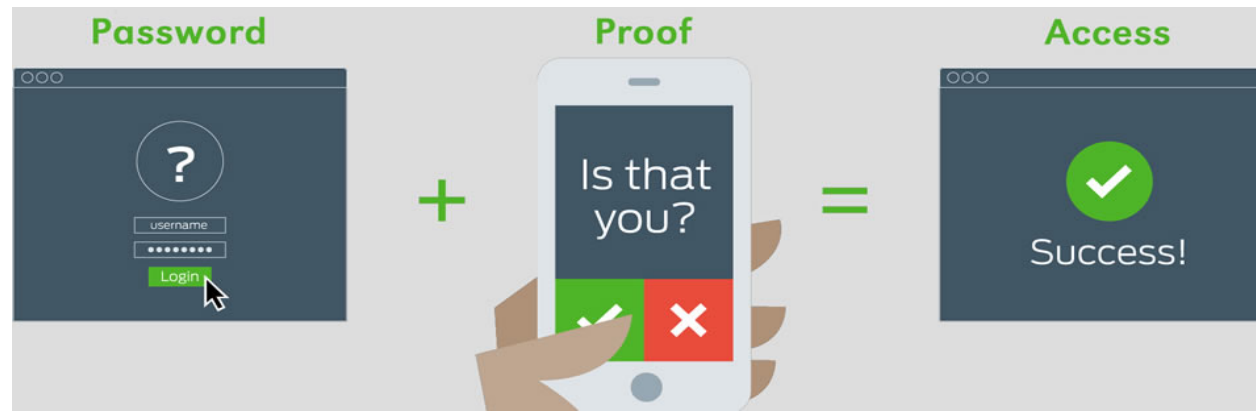 Password
Proof
Access
?
username
Login
+
Is that
you?
=
Success!